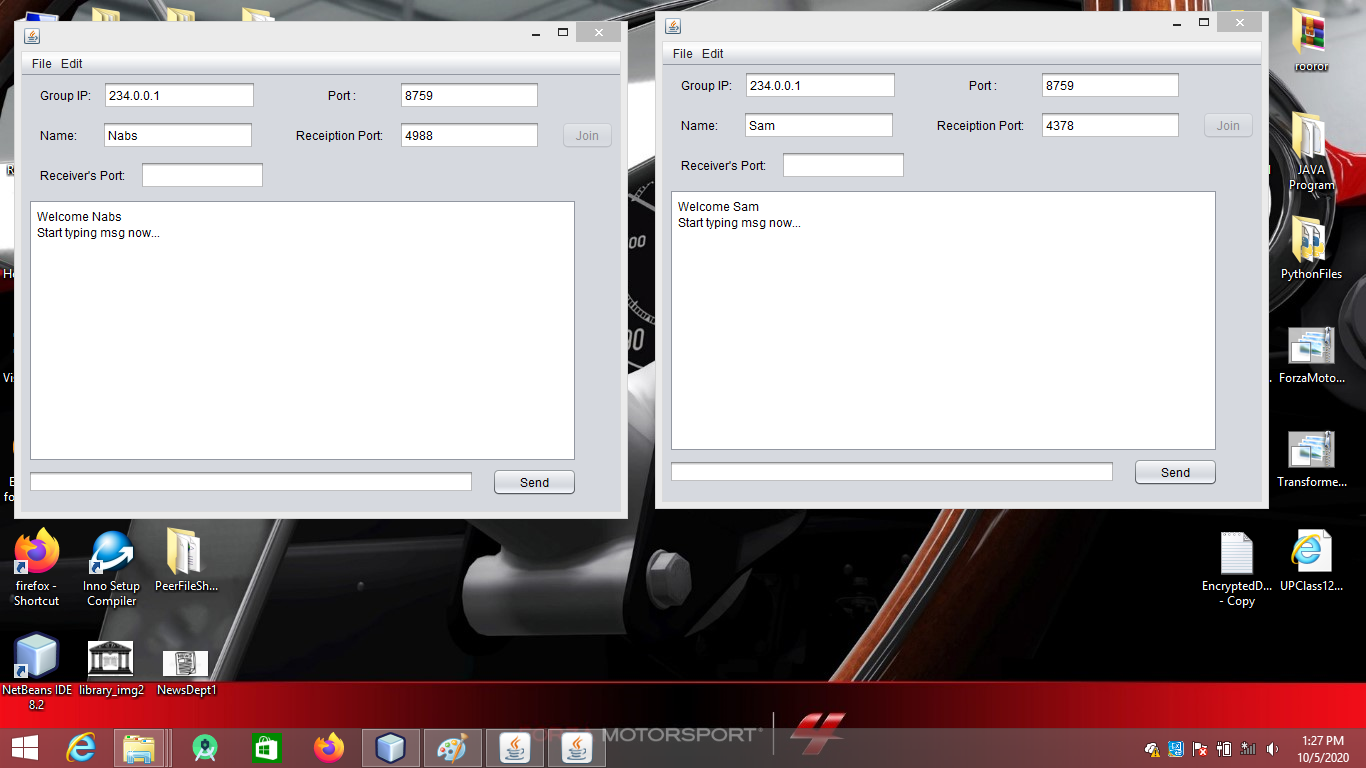 File Edit
Group IP: 234.0.0.1 Port : 8759
Name: Nabs Receiption Port: 4988 Join
Receiver's Port:
Welcome Nabs
Start typing msg now...
Send
File Edit
Group IP: 234.0.0.1 Port : 8759
Name: Sam Receiption Port: 4378 Join
Receiver's Port:
Welcome Sam
Start typing msg now...
Send
rooror
JAVA
Program
PythonFiles
ForzaMoto...
Transforme...
EncryptedD...
- Copy
UPClass12...
firefox -
Shortcut
Inno Setup
Compiler
PeerFileSh...
NetBeans IDE
8.2
library_img2
NewsDept1
MOTORSPORT
4
1:27 PM
10/5/2020